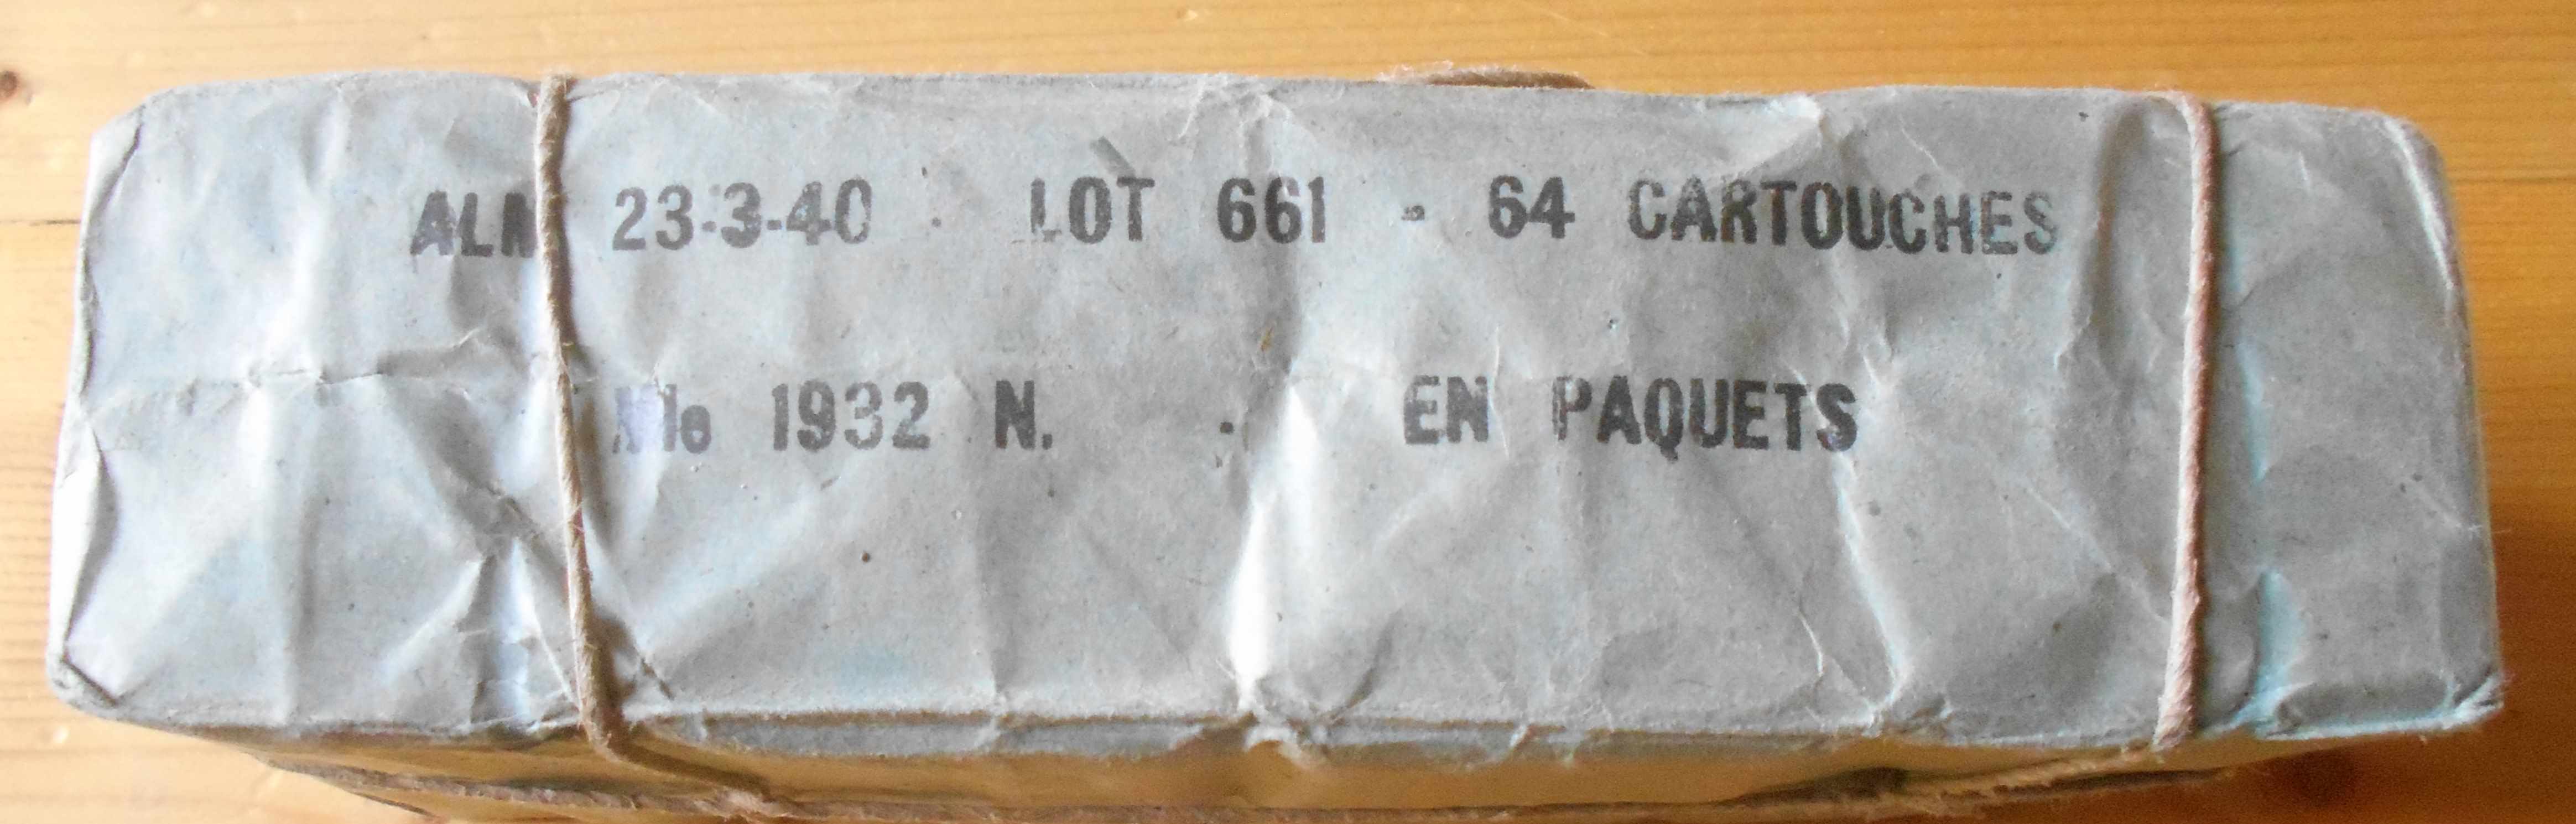 ALM 23-3-40 - LOT 661 - 64 CARTOUCHES
Mle 1932 N. - EN PAQUETS